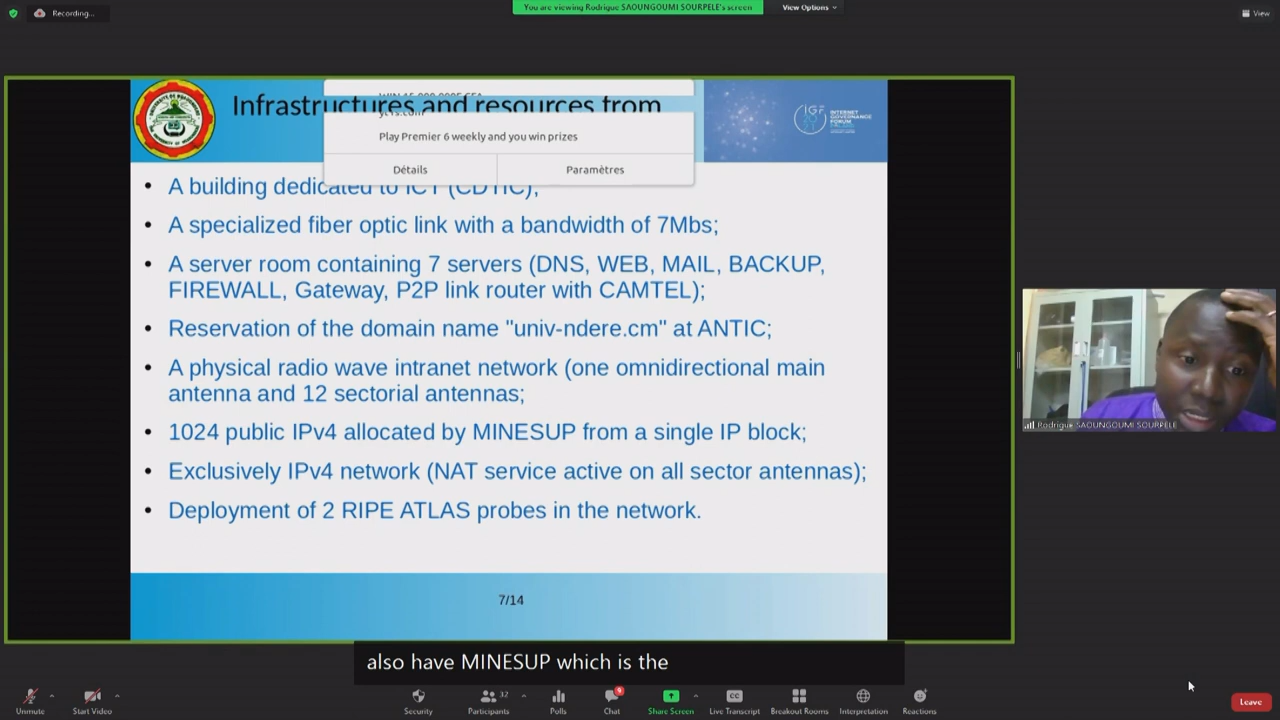 Recording...
You are viewing Rodrigue SAOUNGOUMI SOURPELE's screen
View Options
View
Infrastructures and resources from
Play Premier 6 weekly and you win prizes
Détails
Paramètres
IGF
INTERNET
GOVERNANCE
FORUM
• A building dedicated to ICT (CDTIC);
• A specialized fiber optic link with a bandwidth of 7Mbs;
• A server room containing 7 servers (DNS, WEB, MAIL, BACKUP,
FIREWALL, Gateway, P2P link router with CAMTEL);
• Reservation of the domain name "univ-ndere.cm" at ANTIC;
• A physical radio wave intranet network (one omnidirectional main
antenna and 12 sectorial antennas;
• 1024 public IPv4 allocated by MINESUP from a single IP block;
• Exclusively IPv4 network (NAT service active on all sector antennas);
• Deployment of 2 RIPE ATLAS probes in the network.
7/14
Rodrigue SAOUNGOUMI SOURPELE
also have MINESUP which is the
Unmute
Start Video
Security
Participants
32
Polls
Chat
9
Share Screen
CC
Live Transcript
Breakout Rooms
Interpretation
Reactions
Leave